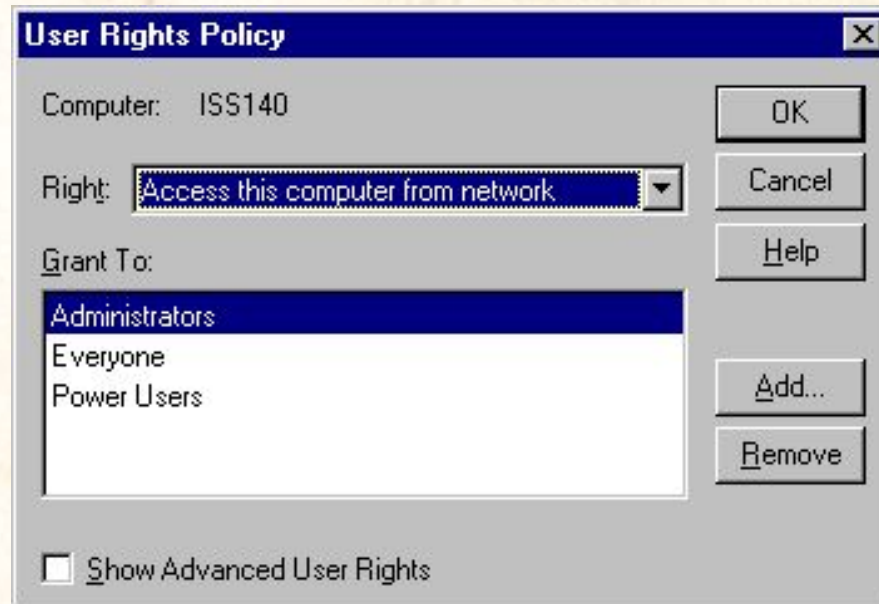 User Rights Policy
Computer: ISS140
OK
Right: Access this computer from network
Cancel
Help
Grant To:
Administrators
Everyone
Power Users
Add...
Remove
Show Advanced User Rights